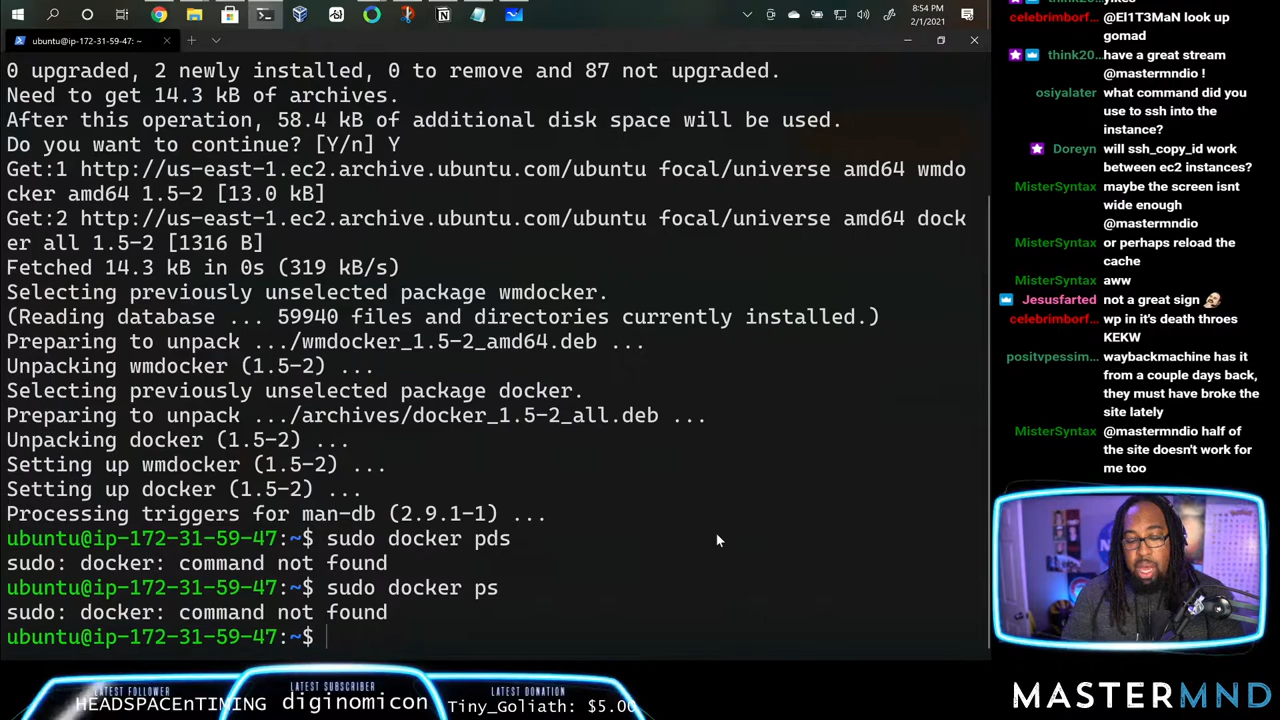 8:54 PM
2/1/2021
ubuntu@ip-172-31-59-47: ~
0 upgraded, 2 newly installed, 0 to remove and 87 not upgraded.
Need to get 14.3 kB of archives.
After this operation, 58.4 kB of additional disk space will be used.
Do you want to continue? [Y/n] Y
Get:1 http://us-east-1.ec2.archive.ubuntu.com/ubuntu focal/universe amd64 wmdo
cker amd64 1.5-2 [13.0 kB]
Get:2 http://us-east-1.ec2.archive.ubuntu.com/ubuntu focal/universe amd64 dock
er all 1.5-2 [1316 B]
Fetched 14.3 kB in 0s (319 kB/s)
Selecting previously unselected package wmdocker.
(Reading database ... 59940 files and directories currently installed.)
Preparing to unpack .../wmdocker_1.5-2_amd64.deb ...
Unpacking wmdocker (1.5-2) ...
Selecting previously unselected package docker.
Preparing to unpack .../archives/docker_1.5-2_all.deb ...
Unpacking docker (1.5-2) ...
Setting up wmdocker (1.5-2) ...
Setting up docker (1.5-2) ...
Processing triggers for man-db (2.9.1-1) ...
ubuntu@ip-172-31-59-47:~$ sudo docker pds
sudo: docker: command not found
ubuntu@ip-172-31-59-47:~$ sudo docker ps
sudo: docker: command not found
ubuntu@ip-172-31-59-47:~$
celebrimborf... @El1T3MaN look up
gomad
think20... have a great stream
@mastermndio !
osiyalater what command did you
use to ssh into the
instance?
Doreyn will ssh_copy_id work
between ec2 instances?
MisterSyntax maybe the screen isnt
wide enough
@mastermndio
MisterSyntax or perhaps reload the
cache
MisterSyntax aww
Jesusfarted not a great sign
celebrimborf... wp in it's death throes
KEKW
positvpessim... waybackmachine has it
from a couple days back,
they must have broke the
site lately
MisterSyntax @mastermndio half of
the site doesn't work for
me too
LATEST FOLLOWER
HEADSPACEnTIMING
LATEST SUBSCRIBER
diginomicon
LATEST DONATION
Tiny_Goliath: $5.00
MASTERMND